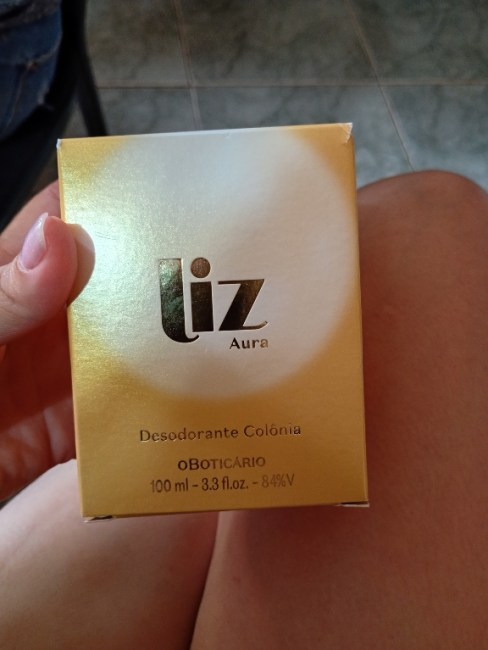 liz
Aura
Desodorante Colônia
oBOTICÁRIO
100 ml - 3.3 fl.oz. - 84%V